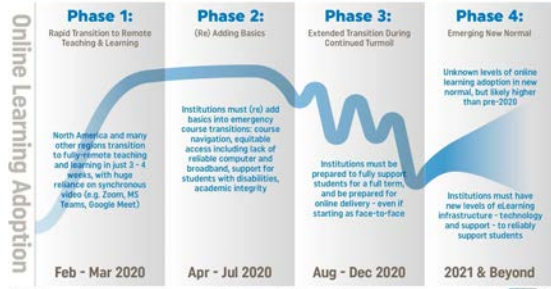 Online Learning Adoption
Phase 1:
Rapid Transition to Remote
Teaching & Learning
North America and many
other regions transition
to fully-remote teaching
and learning in just 3 - 4
weeks, with huge
reliance on synchronous
video (e.g. Zoom, MS
Teams, Google Meet)
Feb - Mar 2020
Phase 2:
(Re) Adding Basics
Institutions must (re) add
basics into emergency
course transitions: course
navigation, equitable
access including lack of
reliable computer and
broadband, support for
students with disabilities,
academic integrity
Apr - Jul 2020
Phase 3:
Extended Transition During
Continued Turmoil
Institutions must be
prepared to fully support
students for a full term,
and be prepared for
online delivery - even if
starting as face-to-face
Aug - Dec 2020
Phase 4:
Emerging New Normal
Unknown levels of online
learning adoption in new
normal, but likely higher
than pre-2020
Institutions must have
new levels of eLearning
infrastructure - technology
and support - to reliably
support students
2021 & Beyond